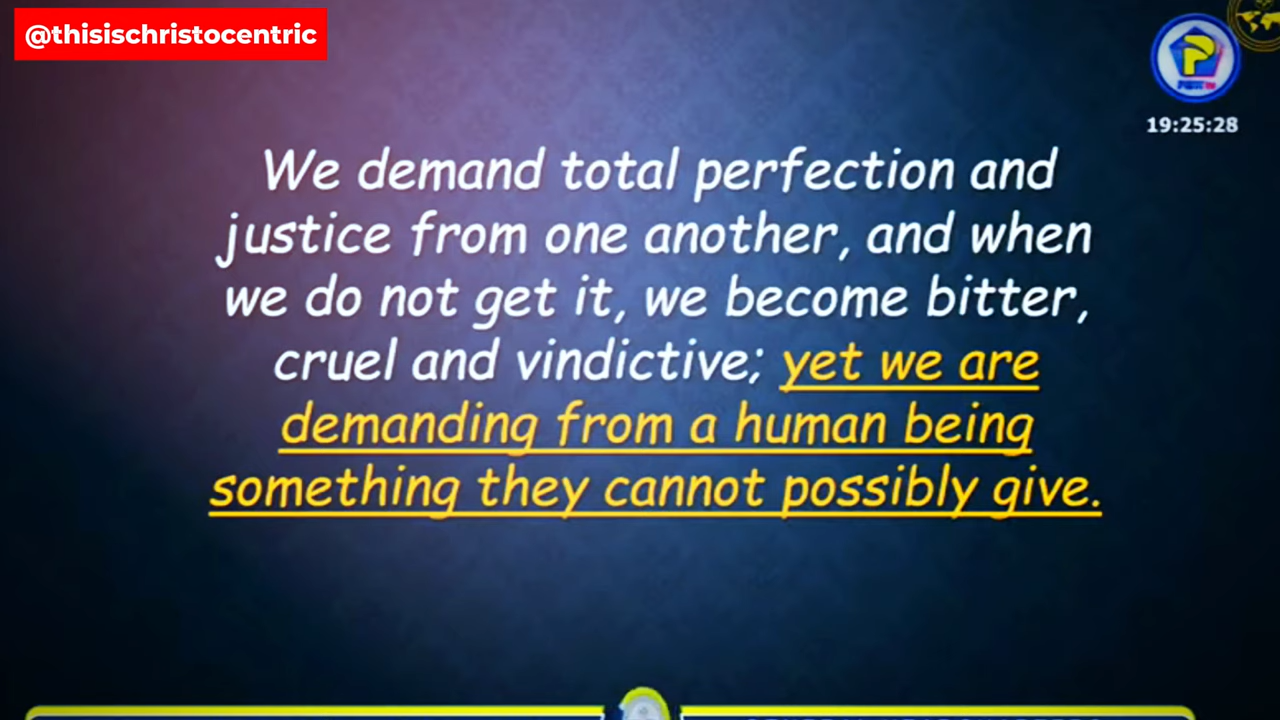 @thisischristocentric
P
19:25:28
We demand total perfection and
justice from one another, and when
we do not get it, we become bitter,
cruel and vindictive; yet we are
demanding from a human being
something they cannot possibly give.